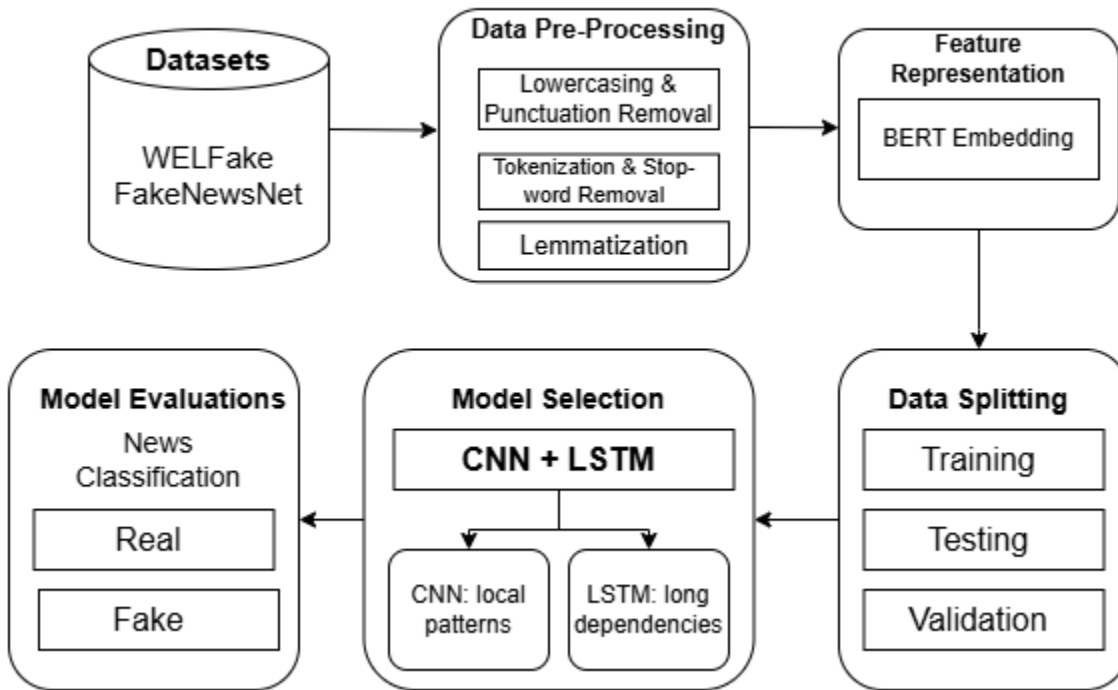 Datasets
WELFake
FakeNewsNet
Data Pre-Processing
Lowercasing &
Punctuation Removal
Tokenization & Stop-
word Removal
Lemmatization
Feature
Representation
BERT Embedding
Model Evaluations
News
Classification
Real
Fake
Model Selection
CNN + LSTM
CNN: local
patterns
LSTM: long
dependencies
Data Splitting
Training
Testing
Validation